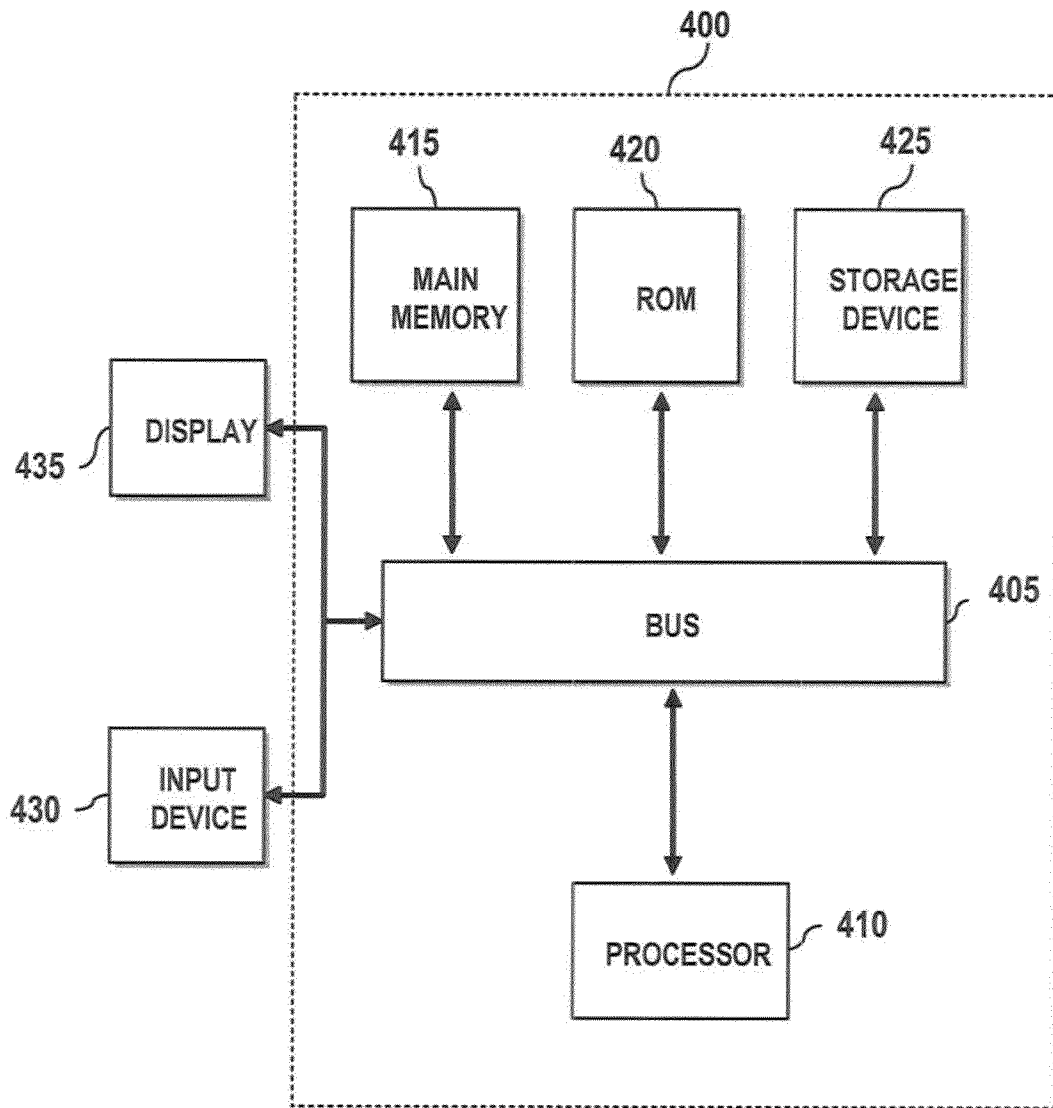 400
415
420
425
MAIN
MEMORY
ROM
STORAGE
DEVICE
DISPLAY
435
405
BUS
INPUT
DEVICE
430
410
PROCESSOR